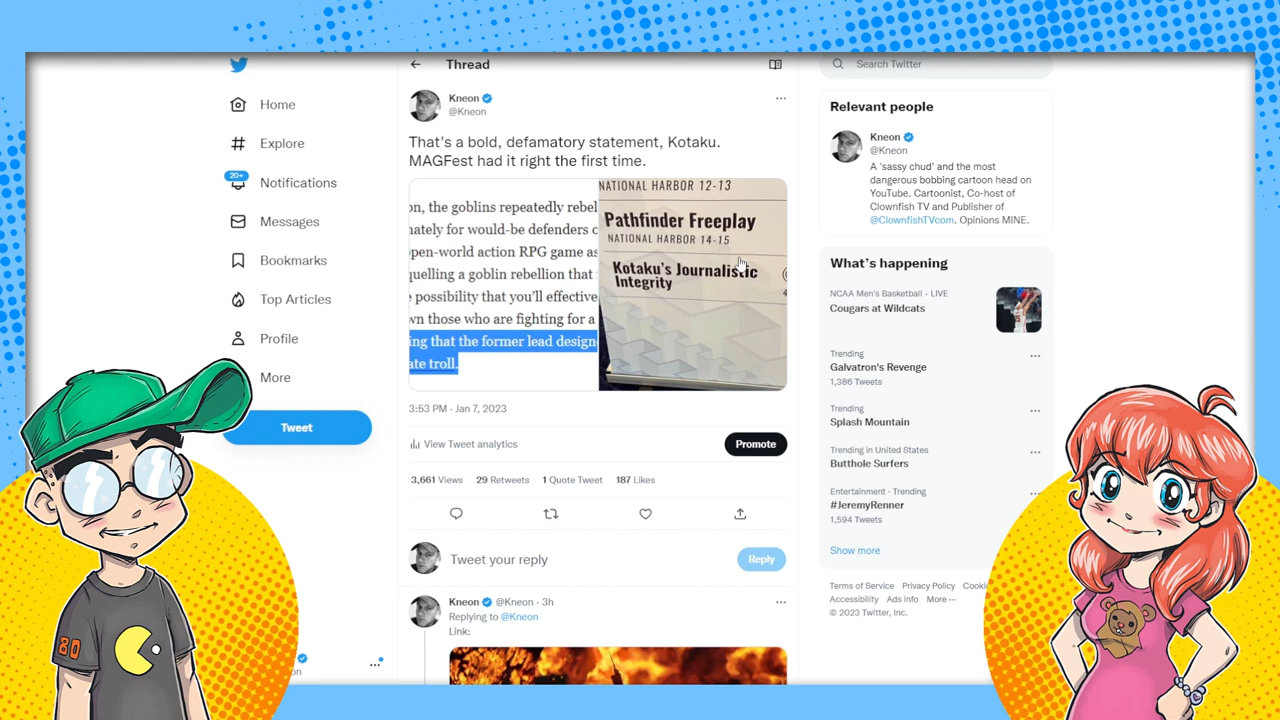 Home
Explore
20+
Notifications
Messages
Bookmarks
Top Articles
Profile
More
Tweet
Thread
Kneon
@Kneon
That's a bold, defamatory statement, Kotaku.
MAGFest had it right the first time.
on, the goblins repeatedly rebel
nately for would-be defenders o
open-world action RPG game as
quelling a goblin rebellion that
e possibility that you'll effective
wn those who are fighting for a
ing that the former lead designe
ate troll.
NATIONAL HARBOR 12-13
Pathfinder Freeplay
NATIONAL HARBOR 14-15
Kotaku's Journalistic
Integrity
3:53 PM · Jan 7, 2023
View Tweet analytics
Promote
3,661 Views 29 Retweets 1 Quote Tweet 187 Likes
Tweet your reply
Reply
Kneon @Kneon · 3h
Replying to @Kneon
Link:
Search Twitter
Relevant people
Kneon
@Kneon
A 'sassy chud' and the most
dangerous bobbing cartoon head on
YouTube. Cartoonist, Co-host of
Clownfish TV and Publisher of
@ClownfishTVcom. Opinions MINE.
What's happening
NCAA Men's Basketball · LIVE
Cougars at Wildcats
Trending
Galvatron's Revenge
1,386 Tweets
Trending
Splash Mountain
Trending in United States
Butthole Surfers
Entertainment · Trending
#JeremyRenner
1,594 Tweets
Show more
Terms of Service Privacy Policy Cookie
Accessibility Ads info More ···
© 2023 Twitter, Inc.
80